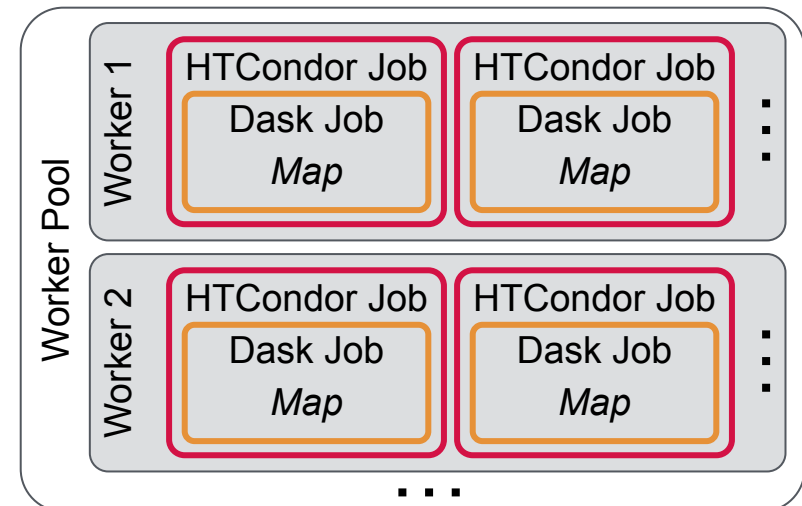 Worker Pool
Worker 1
HTCondor Job
Dask Job
Map
HTCondor Job
Dask Job
Map
...
Worker 2
HTCondor Job
Dask Job
Map
HTCondor Job
Dask Job
Map
...
...